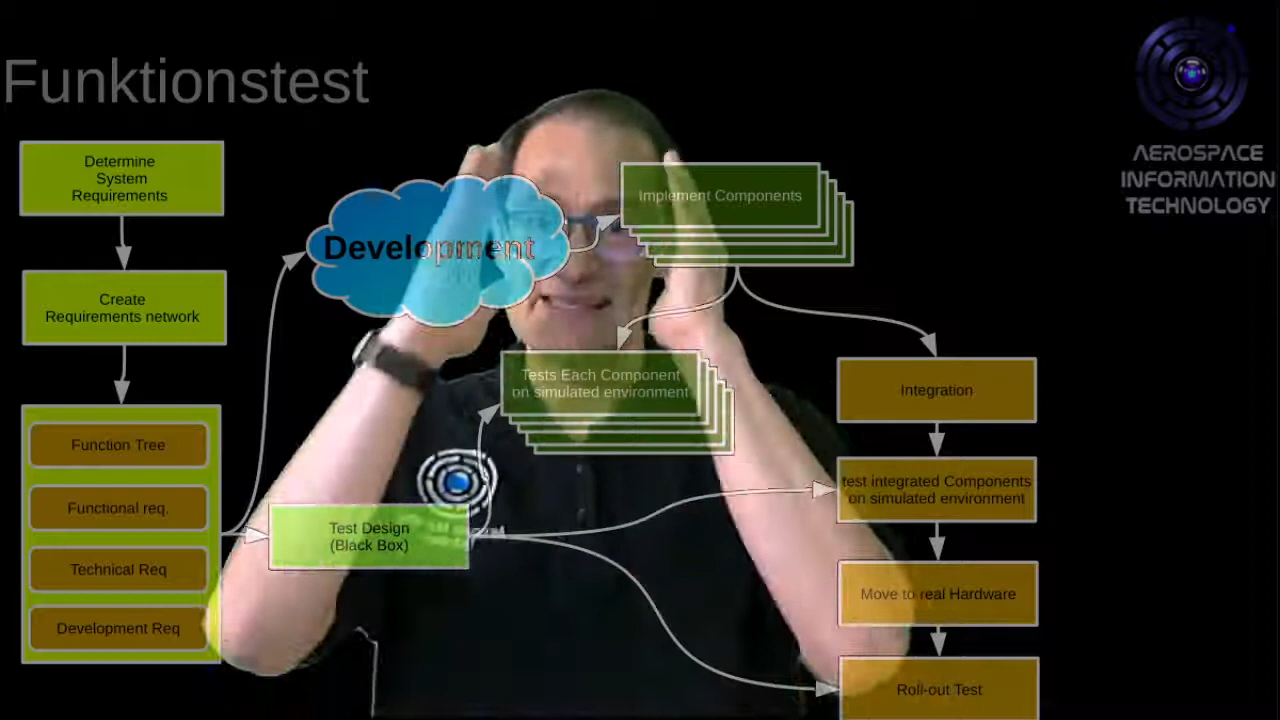 Funktionstest
AEROSPACE
INFORMATION
TECHNOLOGY
Determine
System
Requirements
Create
Requirements network
Function Tree
Functional req.
Technical Req
Development Req
Development
Implement Components
Tests Each Component
on simulated environment
Test Design
(Black Box)
Integration
test integrated Components
on simulated environment
Move to real Hardware
Roll-out Test